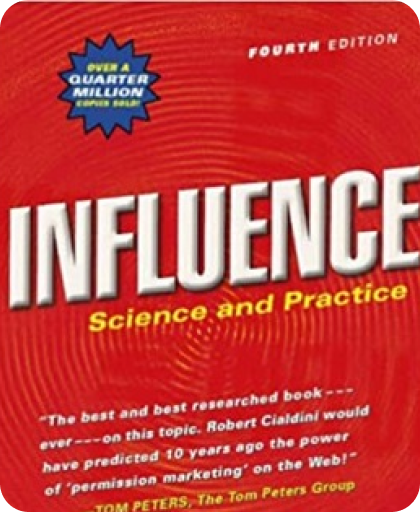 FOURTH EDITION
OVER A
QUARTER
MILLION
COPIES SOLD!
INFLUENCE
Science and Practice
"The best and best researched book---
ever---on this topic. Robert Cialdini would
have predicted 10 years ago the power
of 'permission marketing' on the Web!"
TOM PETERS, The Tom Peters Group